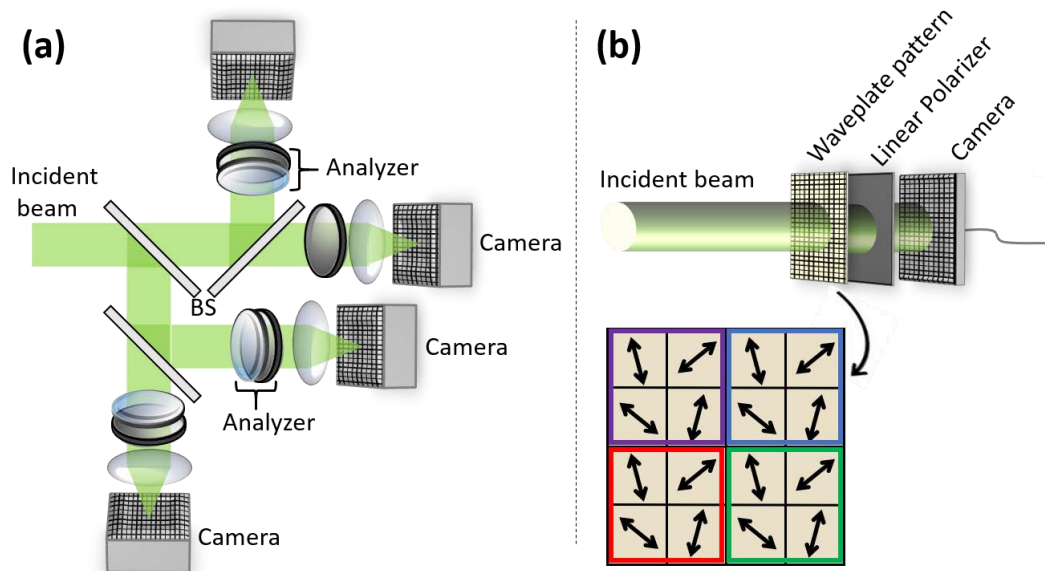 (a)
Analyzer
Incident
beam
Camera
BS
Camera
Analyzer
Camera
(b)
Waveplate pattern
Linear Polarizer
Camera
Incident beam